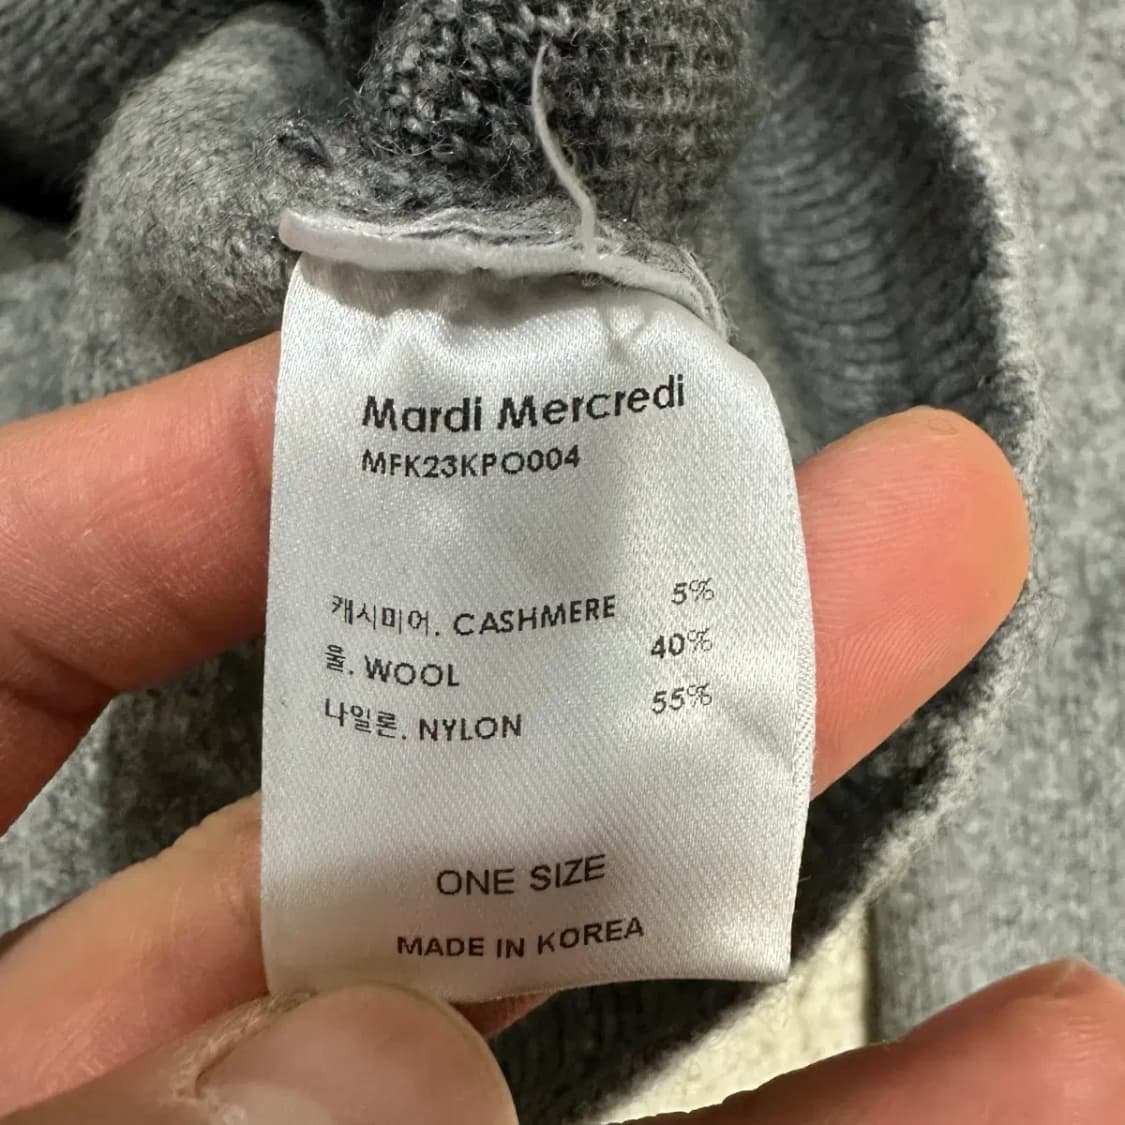 Mardi Mercredi
MFK23KPO004
캐시미어. CASHMERE 5%
울. WOOL 40%
나일론. NYLON 55%
ONE SIZE
MADE IN KOREA